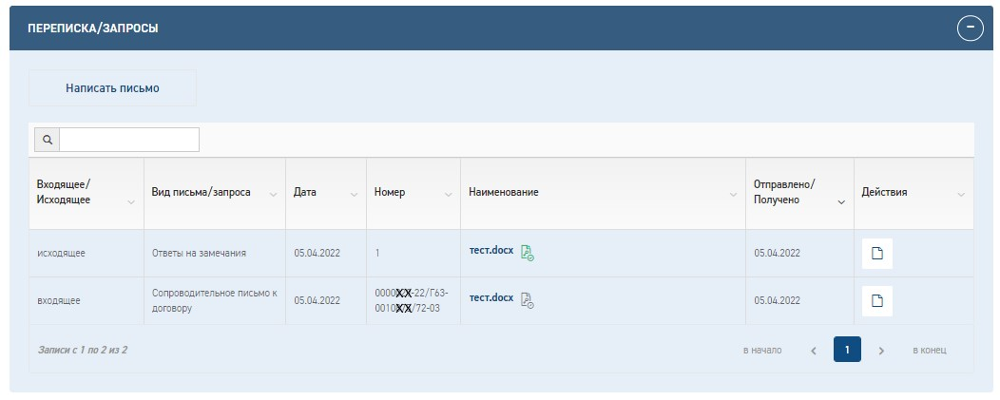 ПЕРЕПИСКА/ЗАПРОСЫ
Написать письмо
Входящее/
Исходящее
Вид письма/запроса
Дата
Номер
Наименование
Отправлено/
Получено
Действия
исходящее
Ответы на замечания
05.04.2022
1
тест.docx
05.04.2022
входящее
Сопроводительное письмо к
договору
05.04.2022
0000XX-22/Г63-
0010XX/72-03
тест.docx
05.04.2022
Записи с 1 по 2 из 2
в начало
1
в конец